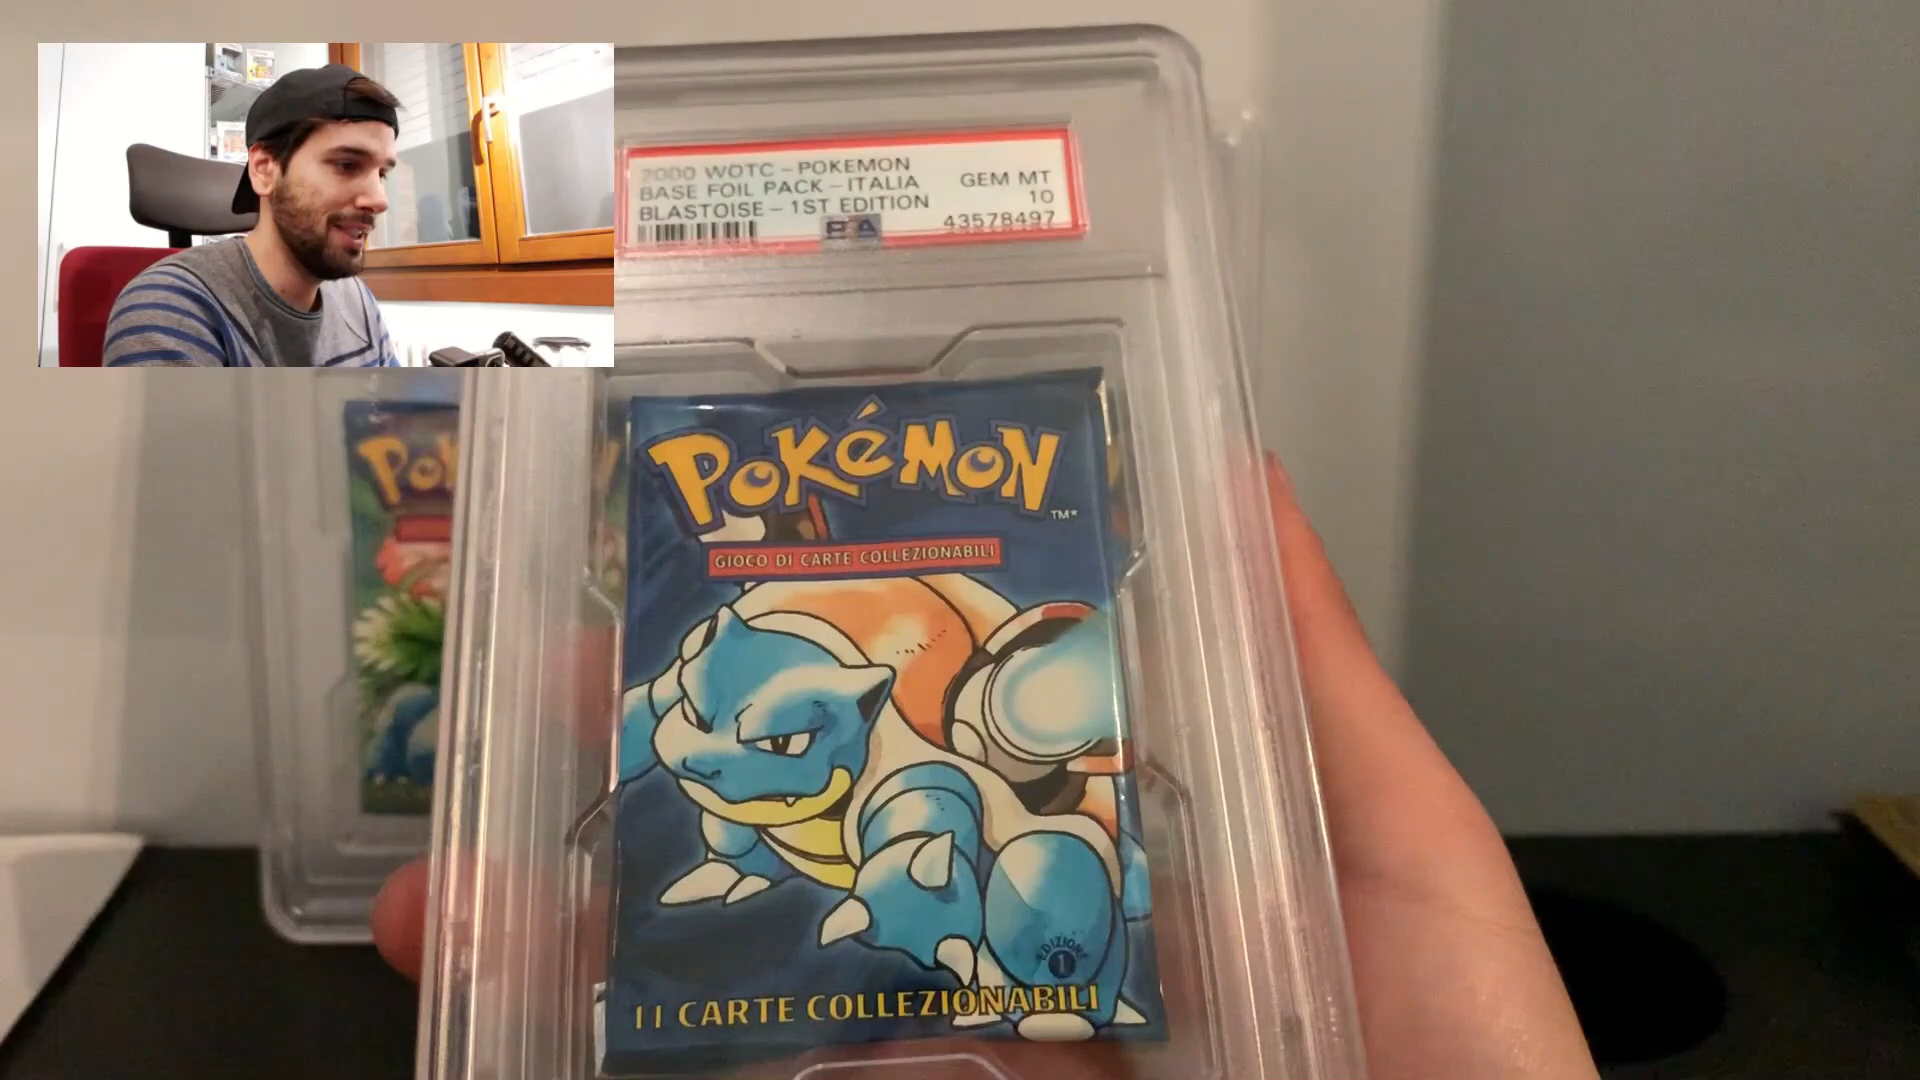 2000 WOTC - POKEMON
BASE FOIL PACK - ITALIA
BLASTOISE - 1ST EDITION
GEM MT
10
43578497
PSA
POKéMON
TM*
GIOCO DI CARTE COLLEZIONABILI
EDIZIONE
1
11 CARTE COLLEZIONABILI
Po